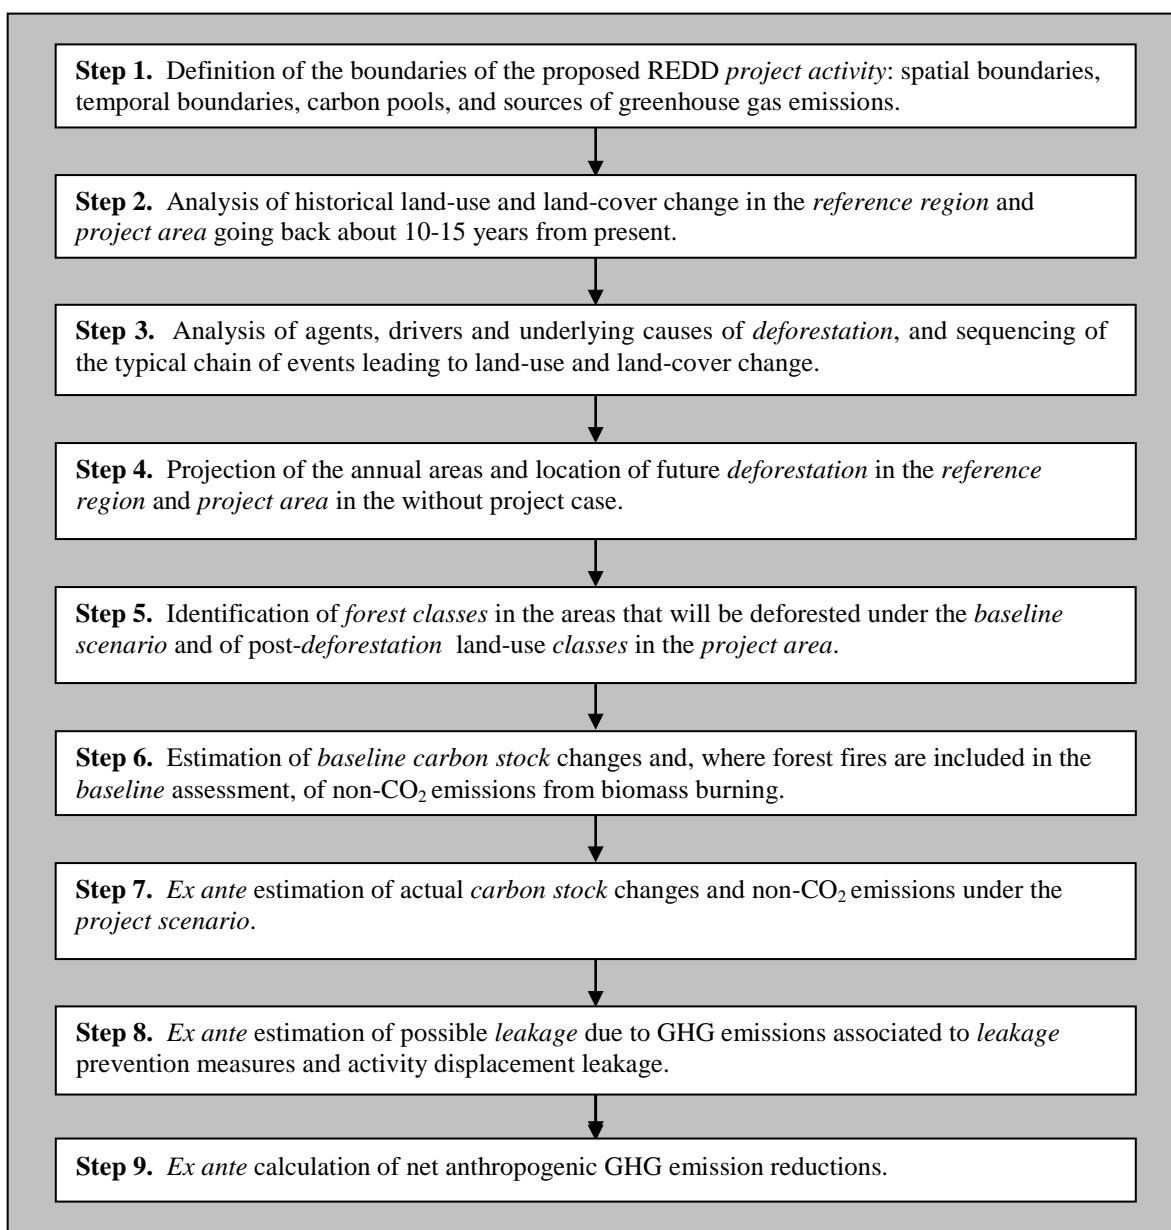 Step 1. Definition of the boundaries of the proposed REDD project activity: spatial boundaries,
temporal boundaries, carbon pools, and sources of greenhouse gas emissions.
Step 2. Analysis of historical land-use and land-cover change in the reference region and
project area going back about 10-15 years from present.
Step 3. Analysis of agents, drivers and underlying causes of deforestation, and sequencing of
the typical chain of events leading to land-use and land-cover change.
Step 4. Projection of the annual areas and location of future deforestation in the reference
region and project area in the without project case.
Step 5. Identification of forest classes in the areas that will be deforested under the baseline
scenario and of post-deforestation land-use classes in the project area.
Step 6. Estimation of baseline carbon stock changes and, where forest fires are included in the
baseline assessment, of non-CO₂ emissions from biomass burning.
Step 7. Ex ante estimation of actual carbon stock changes and non-CO₂ emissions under the
project scenario.
Step 8. Ex ante estimation of possible leakage due to GHG emissions associated to leakage
prevention measures and activity displacement leakage.
Step 9. Ex ante calculation of net anthropogenic GHG emission reductions.